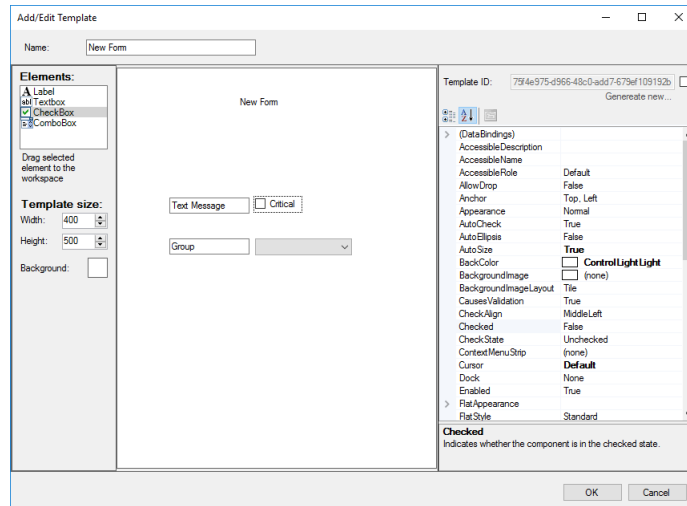 Add/Edit Template
Name: New Form
Elements:
Label
Textbox
CheckBox
ComboBox
Drag selected
element to the
workspace
Template size:
Width: 400
Height: 500
Background:
New Form
Text Message Critical
Group
Template ID: 75f4e975-d966-48c0-add7-679ef109192b
Genereate new...
(DataBindings)
AccessibleDescription
AccessibleName
AccessibleRole Default
AllowDrop False
Anchor Top, Left
Appearance Normal
AutoCheck True
AutoEllipsis False
AutoSize True
BackColor ControlLightLight
BackgroundImage (none)
BackgroundImageLayout Tile
CausesValidation True
CheckAlign MiddleLeft
Checked False
CheckState Unchecked
ContextMenuStrip (none)
Cursor Default
Dock None
Enabled True
FlatAppearance
FlatStyle Standard
Checked
Indicates whether the component is in the checked state.
OK Cancel